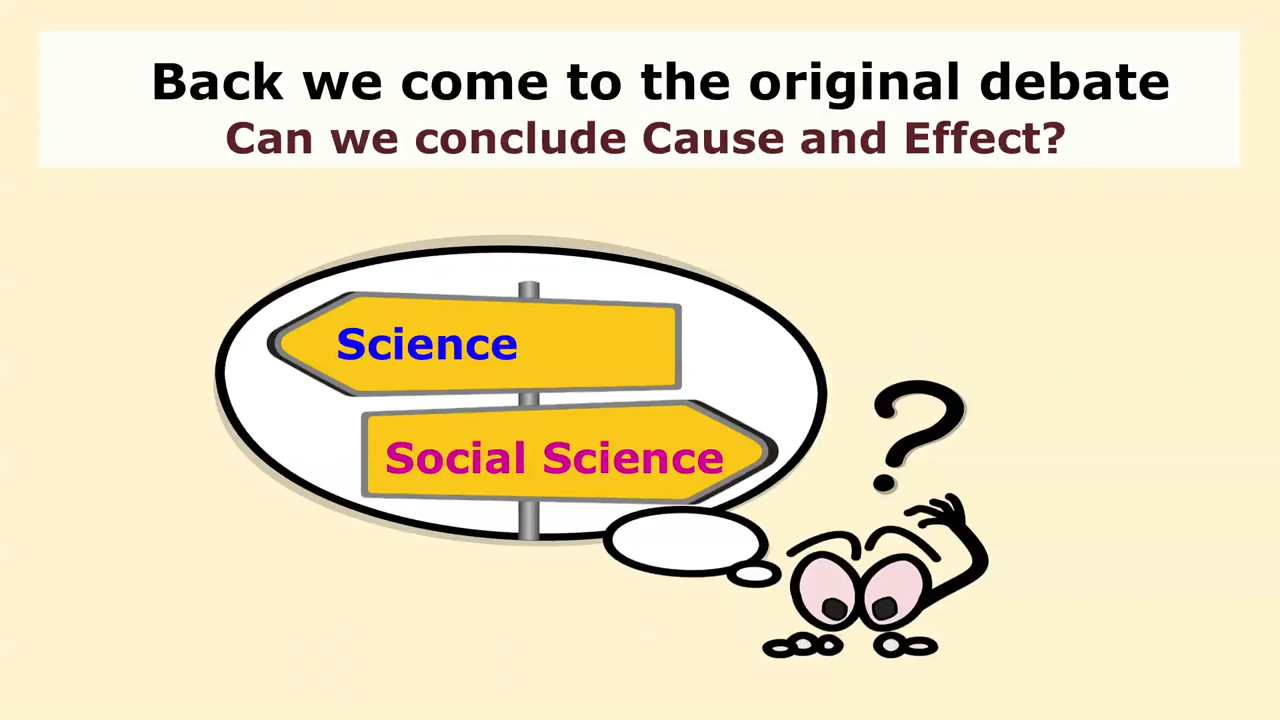 Back we come to the original debate
Can we conclude Cause and Effect?
Science
Social Science
?